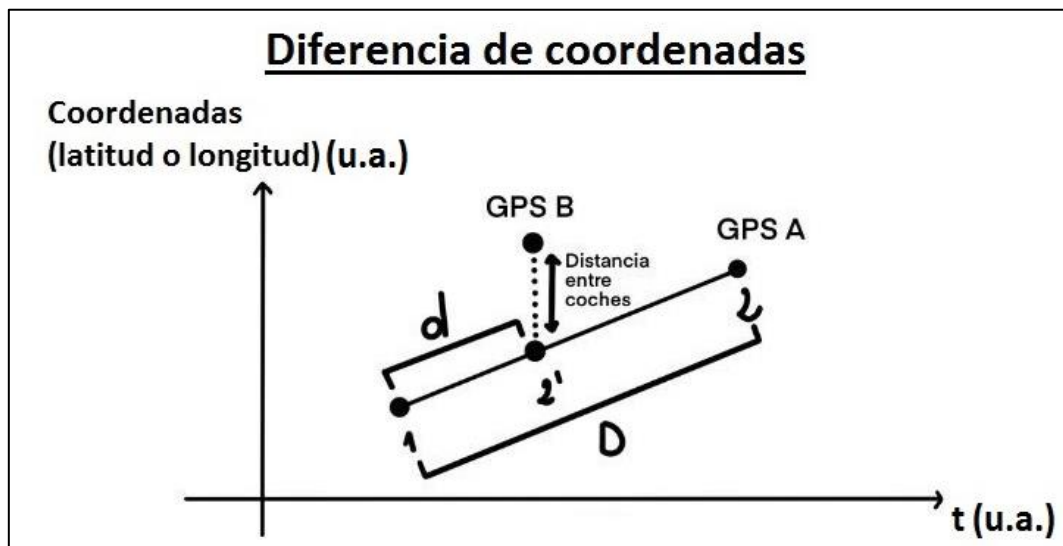 Diferencia de coordenadas
Coordenadas
(latitud o longitud) (u.a.)
GPS B
GPS A
Distancia
entre
coches
d
2
2'
1
D
t (u.a.)